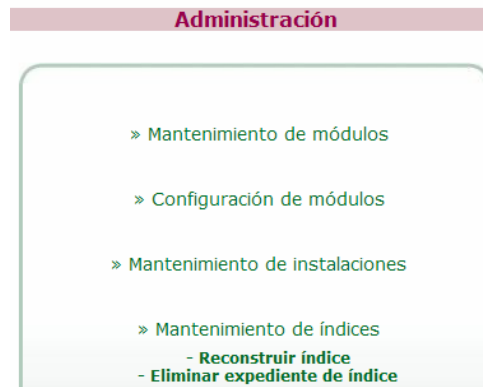 Administración
» Mantenimiento de módulos
» Configuración de módulos
» Mantenimiento de instalaciones
» Mantenimiento de índices
- Reconstruir índice
- Eliminar expediente de índice